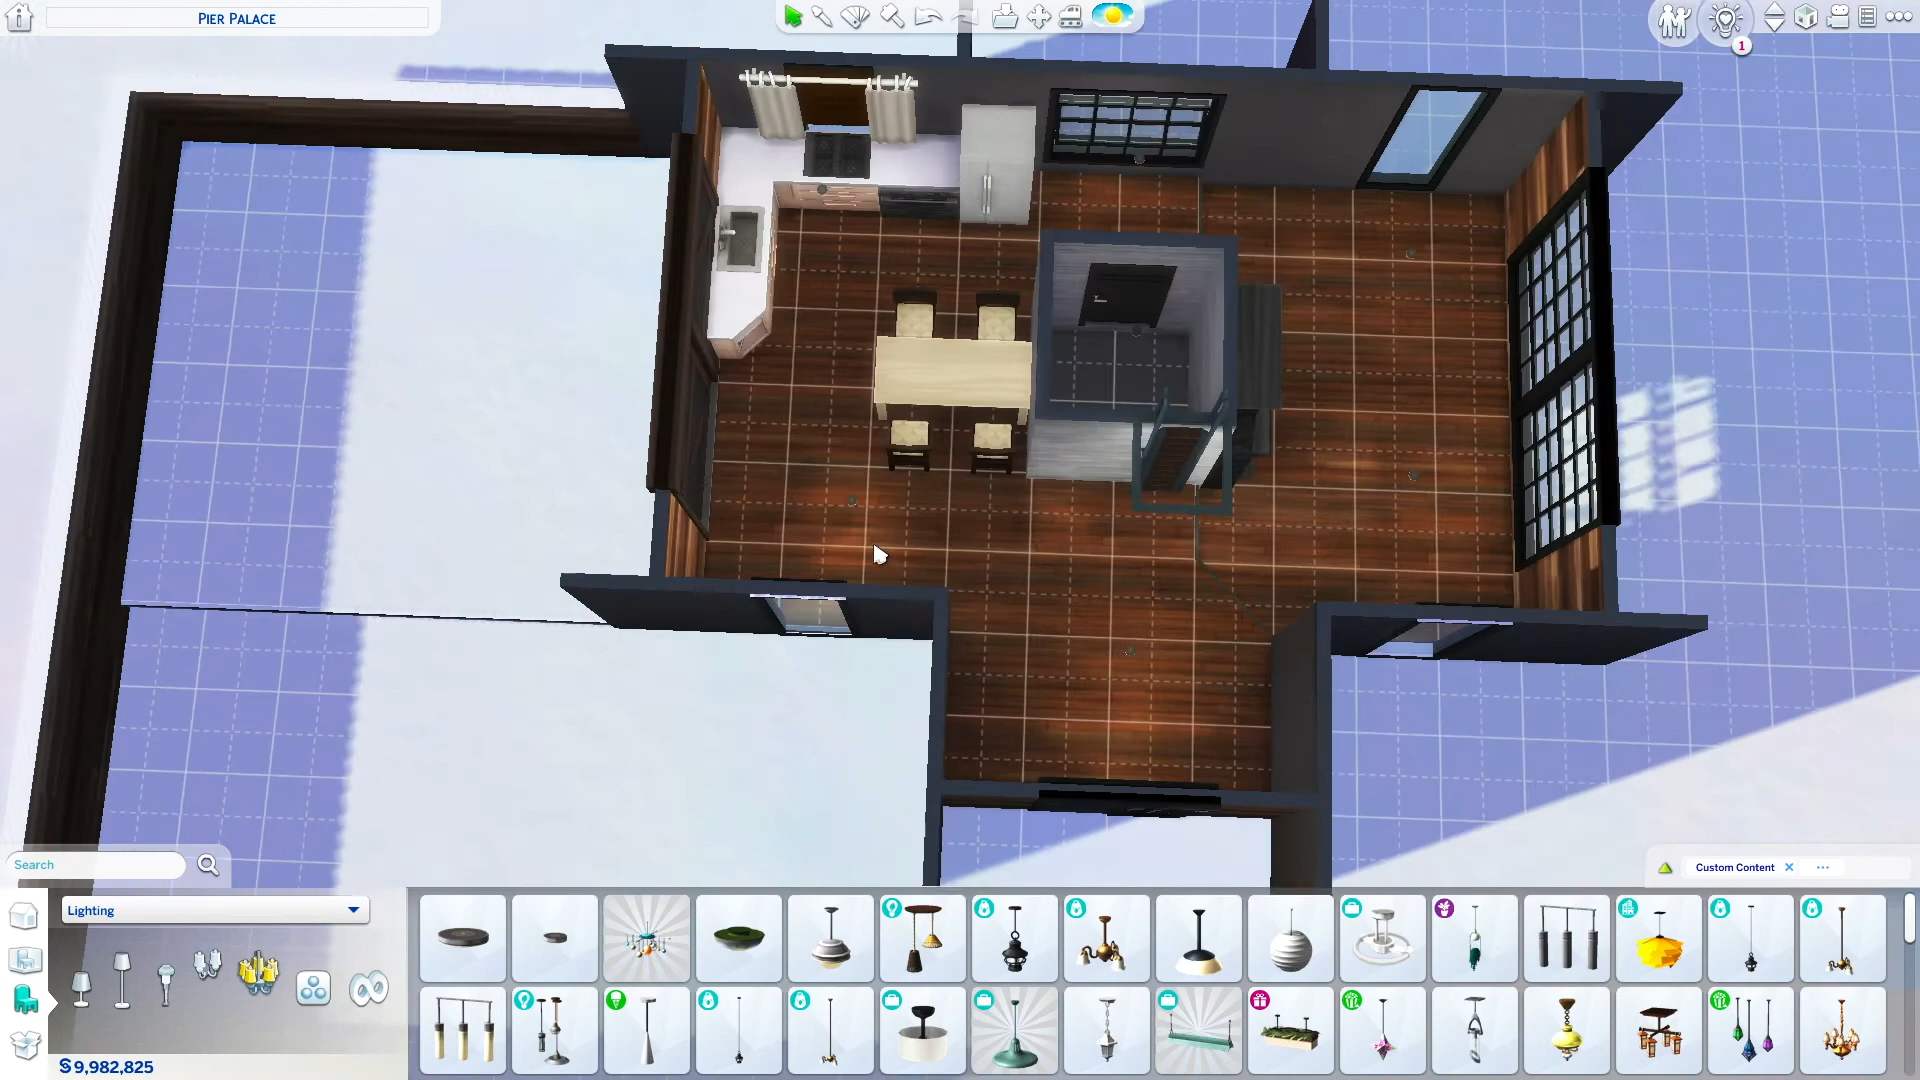 PIER PALACE
1
Search
Custom Content
Lighting
§9,982,825